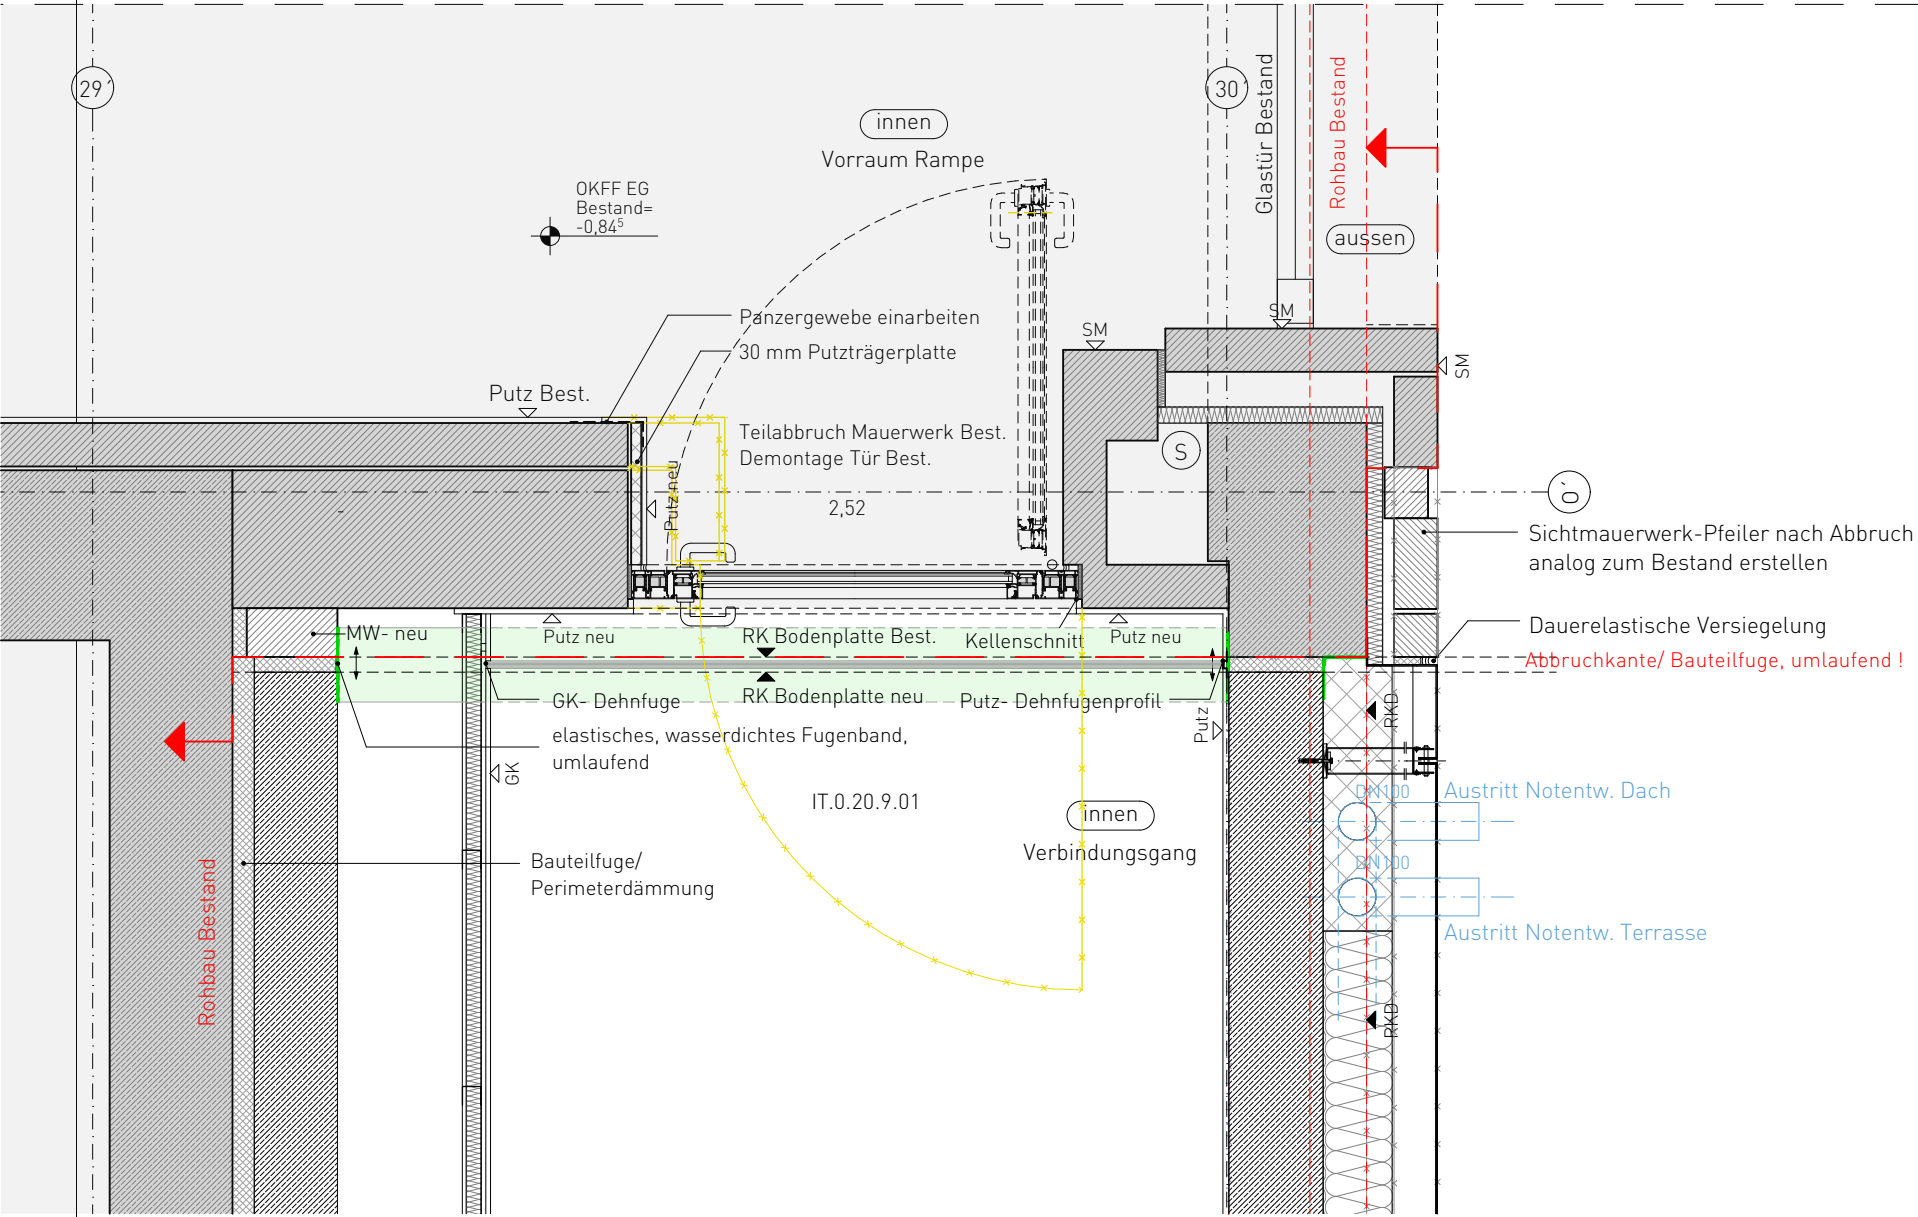 29´
30´
innen
Vorraum Rampe
Glastür Bestand
Rohbau Bestand
aussen
OKFF EG
Bestand=
-0,84⁵
Panzergewebe einarbeiten
30 mm Putzträgerplatte
SM
SM
SM
Putz Best.
Teilabbruch Mauerwerk Best.
Demontage Tür Best.
S
Putz neu
2,52
O´
Sichtmauerwerk-Pfeiler nach Abbruch
analog zum Bestand erstellen
MW- neu
Putz neu
RK Bodenplatte Best.
Kellenschnitt
Putz neu
Dauerelastische Versiegelung
Abbruchkante/ Bauteilfuge, umlaufend !
GK- Dehnfuge
RK Bodenplatte neu
Putz- Dehnfugenprofil
RKD
Putz
elastisches, wasserdichtes Fugenband,
umlaufend
GK
IT.0.20.9.01
innen
Verbindungsgang
DN100
Austritt Notentw. Dach
DN100
Austritt Notentw. Terrasse
Bauteilfuge/
Perimeterdämmung
Rohbau Bestand
RKD